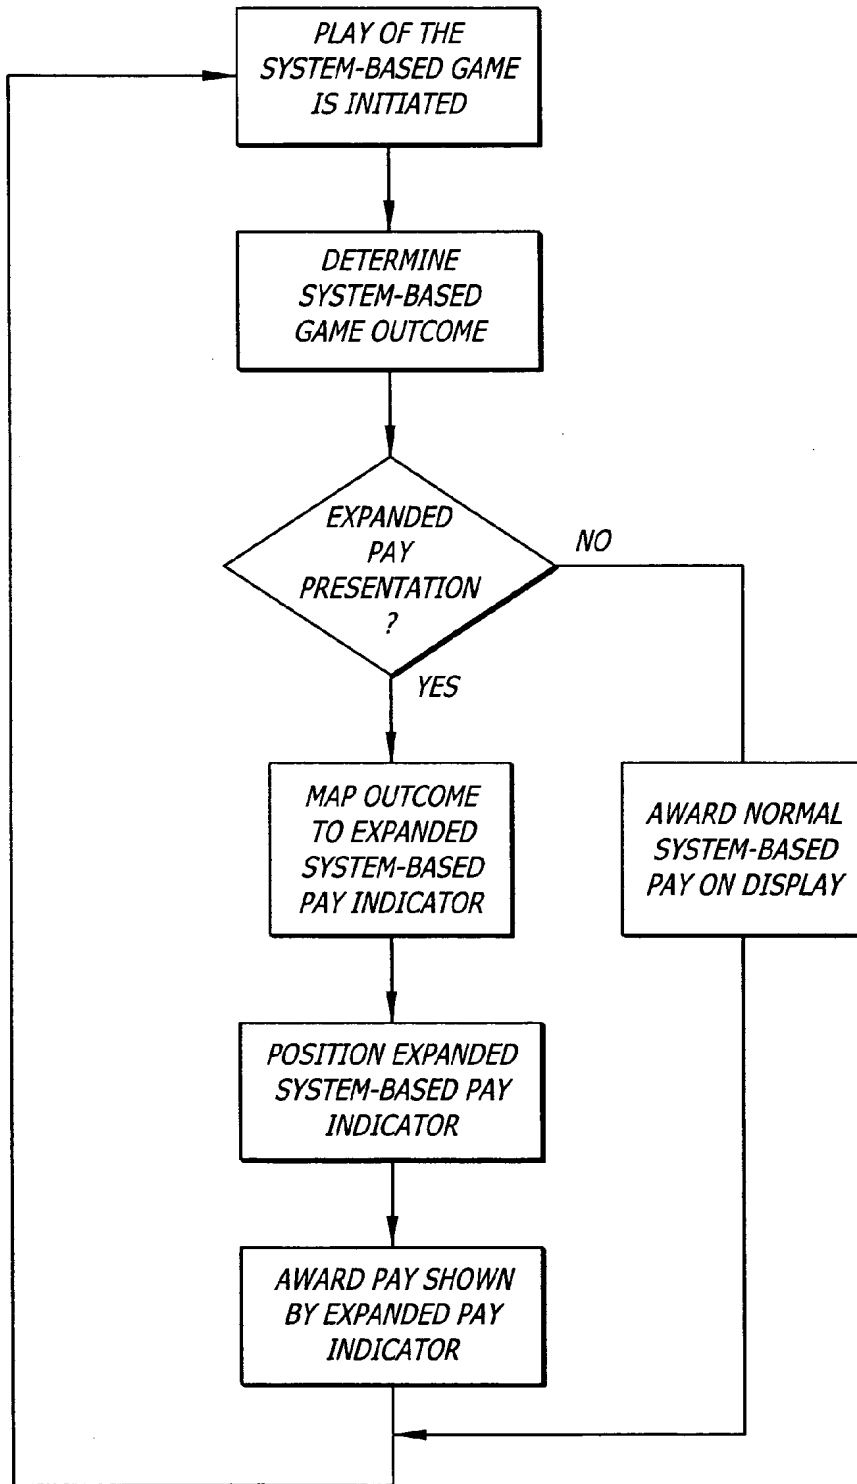 PLAY OF THE
SYSTEM-BASED GAME
IS INITIATED
DETERMINE
SYSTEM-BASED
GAME OUTCOME
EXPANDED
PAY
PRESENTATION
?
NO
YES
MAP OUTCOME
TO EXPANDED
SYSTEM-BASED
PAY INDICATOR
AWARD NORMAL
SYSTEM-BASED
PAY ON DISPLAY
POSITION EXPANDED
SYSTEM-BASED PAY
INDICATOR
AWARD PAY SHOWN
BY EXPANDED PAY
INDICATOR